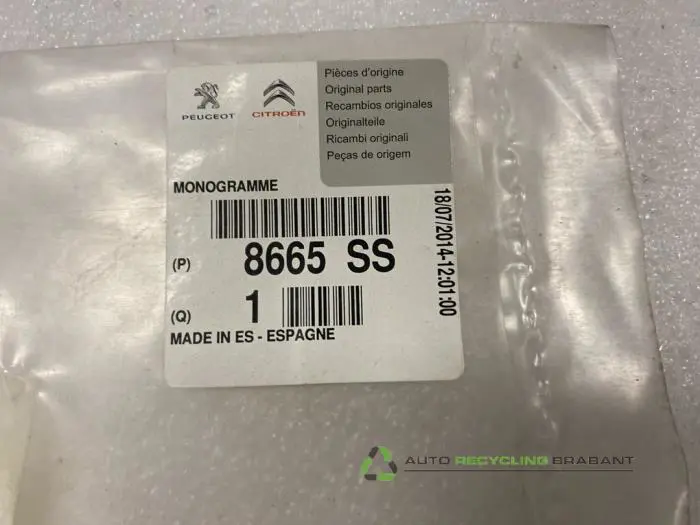 PEUGEOT
CITROËN
Pièces d'origine
Original parts
Recambios originales
Originalteile
Ricambi originali
Peças de origem
MONOGRAMME
(P) 8665 SS
(Q) 1
MADE IN ES - ESPAGNE
18/07/2014-12:01:00
AUTO RECYCLING BRABANT